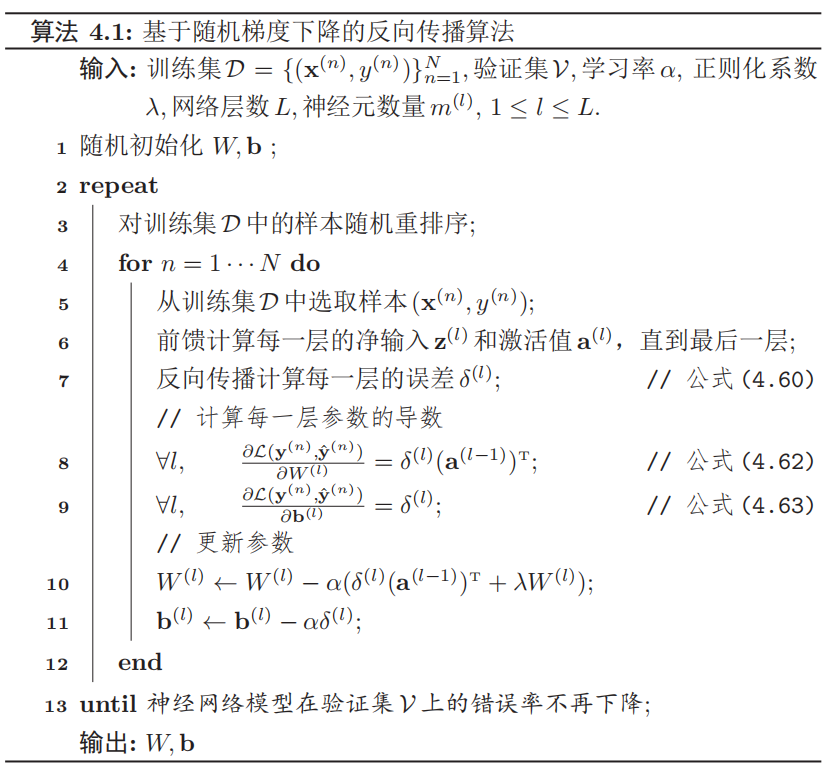 算法 4.1: 基于随机梯度下降的反向传播算法
输入: 训练集 𝒟 = {(x^(n), y^(n))}_{n=1}^N, 验证集 𝒱, 学习率 α, 正则化系数
λ, 网络层数 L, 神经元数量 m^(l), 1 ≤ l ≤ L.
1 随机初始化 W, b ;
2 repeat
3 对训练集 𝒟 中的样本随机重排序;
4 for n = 1 ⋯ N do
5 从训练集 𝒟 中选取样本 (x^(n), y^(n));
6 前馈计算每一层的净输入 z^(l) 和激活值 a^(l)，直到最后一层;
7 反向传播计算每一层的误差 δ^(l); // 公式 (4.60)
// 计算每一层参数的导数
8 ∀l, ∂ℒ(y^(n),ŷ^(n))/∂W^(l) = δ^(l)(a^(l−1))^T; // 公式 (4.62)
9 ∀l, ∂ℒ(y^(n),ŷ^(n))/∂b^(l) = δ^(l); // 公式 (4.63)
// 更新参数
10 W^(l) ← W^(l) − α(δ^(l)(a^(l−1))^T + λW^(l));
11 b^(l) ← b^(l) − αδ^(l);
12 end
13 until 神经网络模型在验证集 𝒱 上的错误率不再下降;
输出: W, b